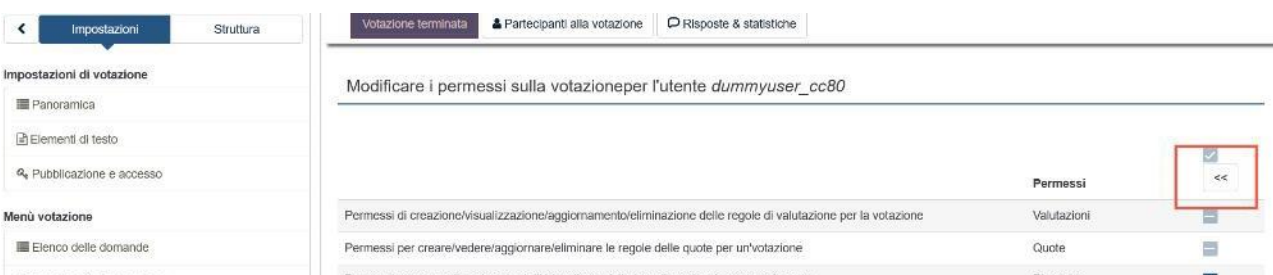 Impostazioni Struttura
Votazione terminata Partecipanti alla votazione Risposte & statistiche
Impostazioni di votazione
Panoramica
Elementi di testo
Pubblicazione e accesso
Menù votazione
Elenco delle domande
Modificare i permessi sulla votazioneper l'utente dummyuser_cc80
<<
Permessi
Permessi di creazione/visualizzazione/aggiornamento/eliminazione delle regole di valutazione per la votazione Valutazioni
Permessi per creare/vedere/aggiornare/eliminare le regole delle quote per un'votazione Quote